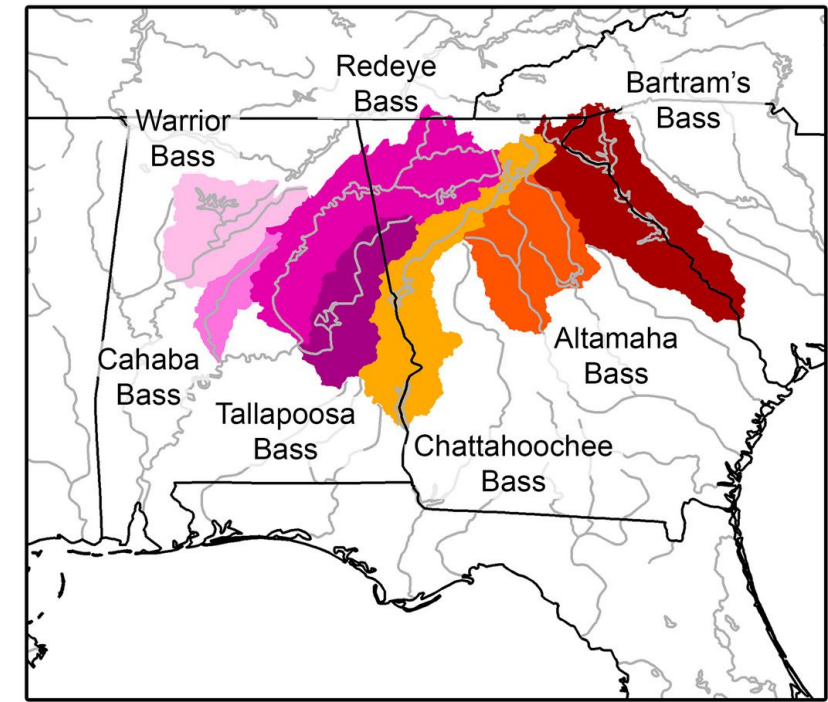 Redeye
Bass
Bartram's
Bass
Warrior
Bass
Cahaba
Bass
Altamaha
Bass
Tallapoosa
Bass
Chattahoochee
Bass